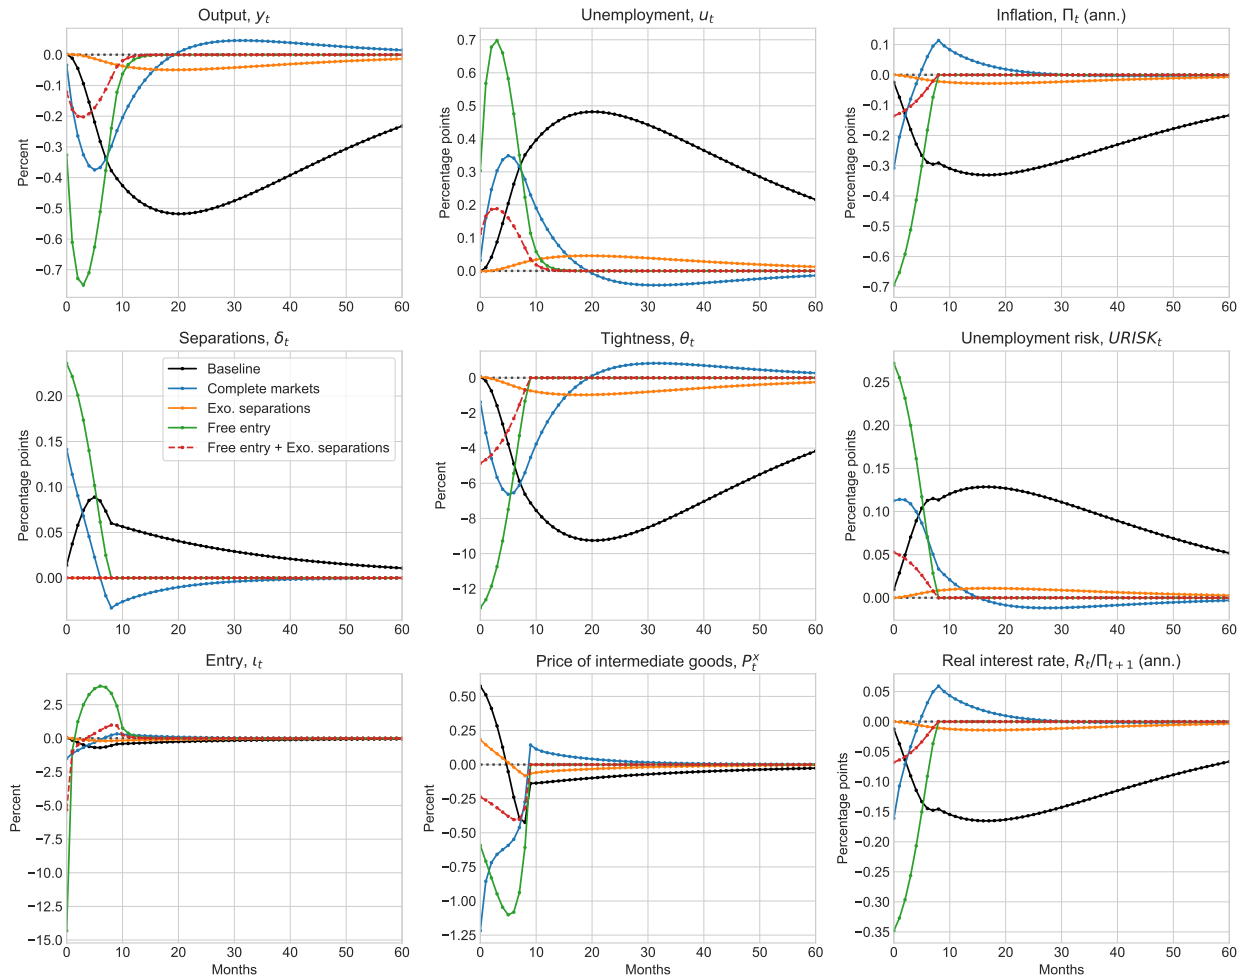 Output, y_t
Percent
0.0
−0.1
−0.2
−0.3
−0.4
−0.5
−0.6
−0.7
0 10 20 30 40 50 60
Unemployment, u_t
Percentage points
0.7
0.6
0.5
0.4
0.3
0.2
0.1
0.0
0 10 20 30 40 50 60
Inflation, Π_t (ann.)
Percentage points
0.1
0.0
−0.1
−0.2
−0.3
−0.4
−0.5
−0.6
−0.7
0 10 20 30 40 50 60
Separations, δ_t
Percentage points
0.20
0.15
0.10
0.05
0.00
0 10 20 30 40 50 60
Baseline
Complete markets
Exo. separations
Free entry
Free entry + Exo. separations
Tightness, θ_t
Percent
0
−2
−4
−6
−8
−10
−12
0 10 20 30 40 50 60
Unemployment risk, URISK_t
Percentage points
0.25
0.20
0.15
0.10
0.05
0.00
0 10 20 30 40 50 60
Entry, ι_t
Percent
2.5
0.0
−2.5
−5.0
−7.5
−10.0
−12.5
−15.0
0 10 20 30 40 50 60
Months
Price of intermediate goods, P_t^x
Percent
0.50
0.25
0.00
−0.25
−0.50
−0.75
−1.00
−1.25
0 10 20 30 40 50 60
Months
Real interest rate, R_t/Π_{t+1} (ann.)
Percentage points
0.05
0.00
−0.05
−0.10
−0.15
−0.20
−0.25
−0.30
−0.35
0 10 20 30 40 50 60
Months